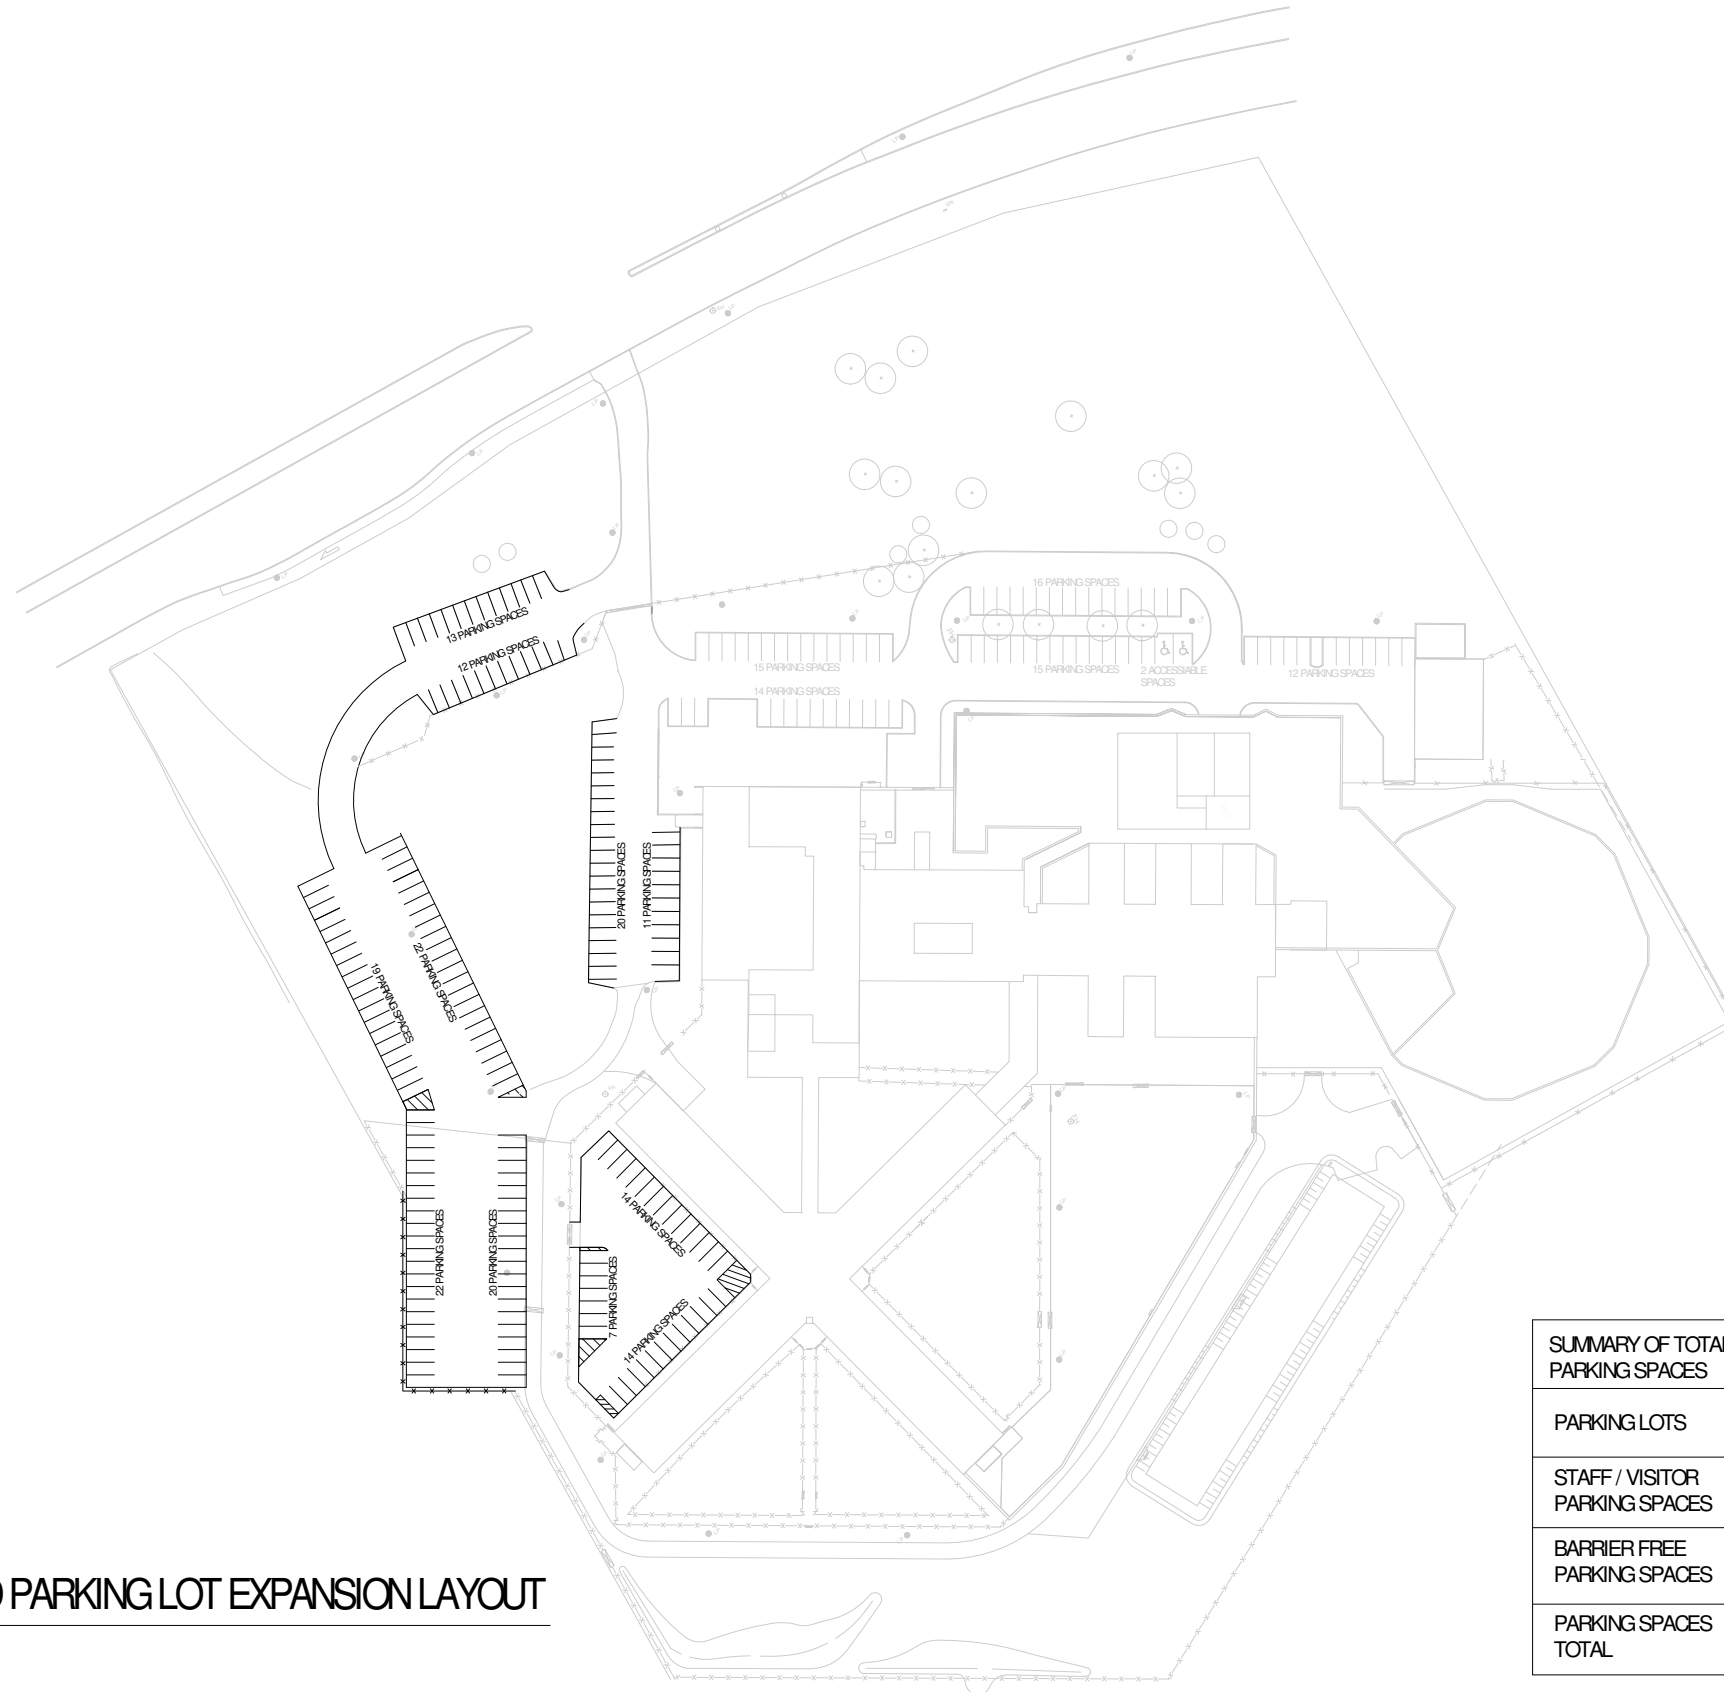 16 PARKING SPACES
13 PARKING SPACES
12 PARKING SPACES
15 PARKING SPACES
15 PARKING SPACES
2 ACCESSIABLE
SPACES
12 PARKING SPACES
14 PARKING SPACES
20 PARKING SPACES
11 PARKING SPACES
22 PARKING SPACES
19 PARKING SPACES
22 PARKING SPACES
20 PARKING SPACES
14 PARKING SPACES
7 PARKING SPACES
14 PARKING SPACES
SUMMARY OF TOTAL
PARKING SPACES
PARKING LOTS
STAFF / VISITOR
PARKING SPACES
BARRIER FREE
PARKING SPACES
PARKING SPACES
TOTAL
PARKING LOT EXPANSION LAYOUT